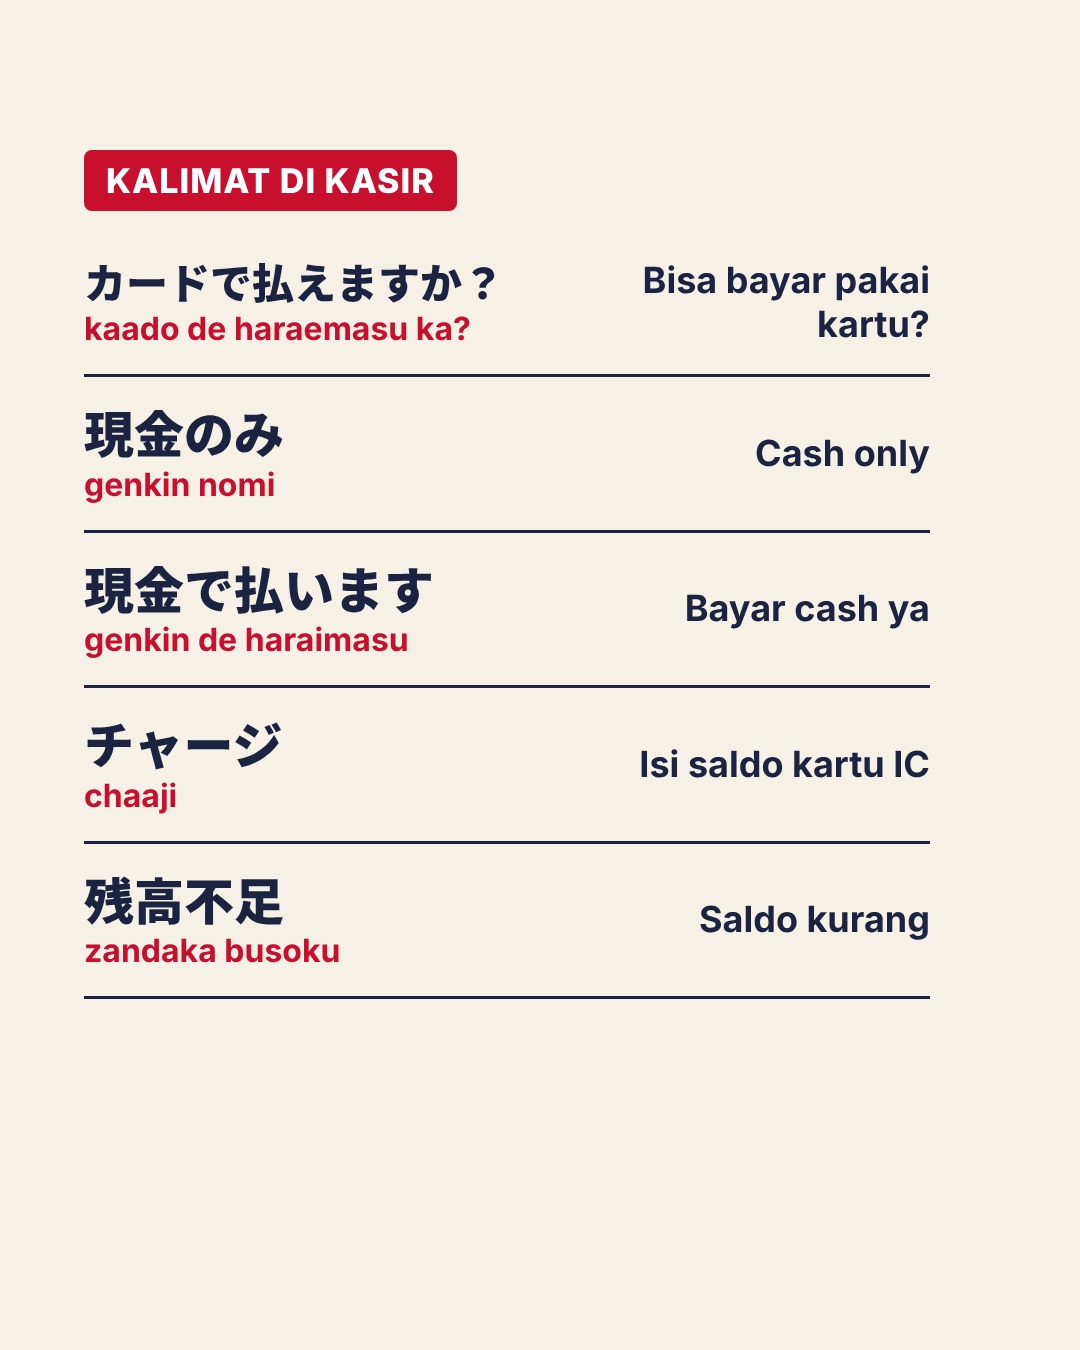 KALIMAT DI KASIR
カードで払えますか？
kaado de haraemasu ka?
Bisa bayar pakai
kartu?
現金のみ
genkin nomi
Cash only
現金で払います
genkin de haraimasu
Bayar cash ya
チャージ
chaaji
Isi saldo kartu IC
残高不足
zandaka busoku
Saldo kurang